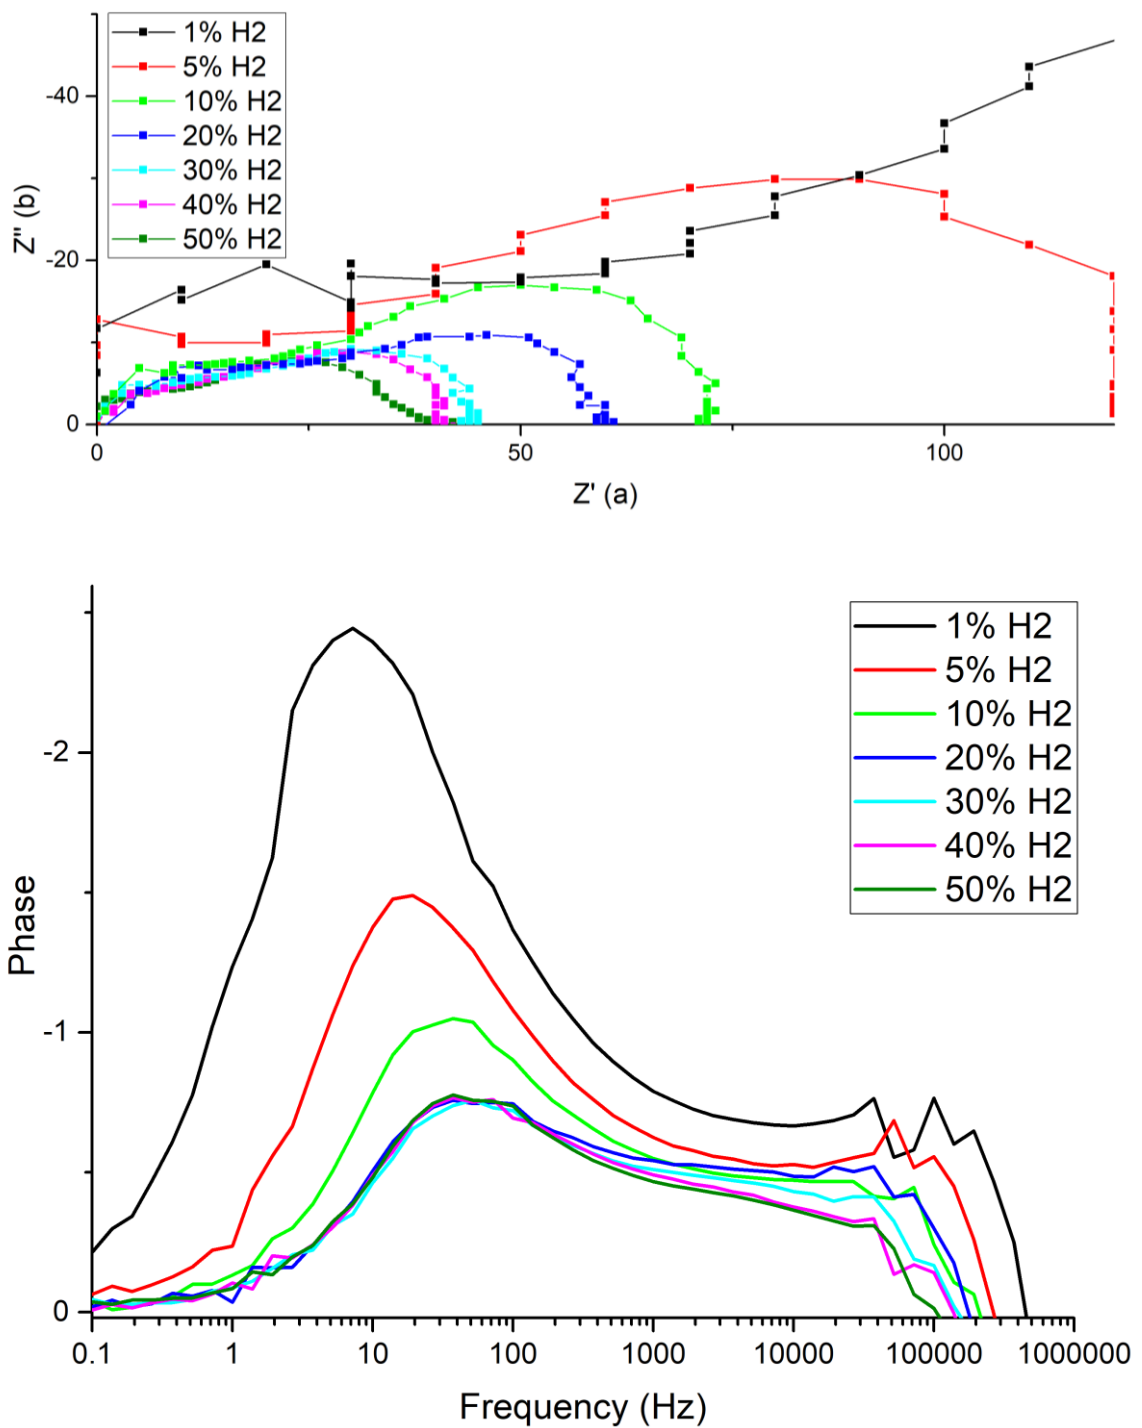 1% H2
5% H2
10% H2
20% H2
30% H2
40% H2
50% H2
-40
-20
0
Z'' (b)
0
50
100
Z' (a)
1% H2
5% H2
10% H2
20% H2
30% H2
40% H2
50% H2
-2
-1
0
Phase
0.1
1
10
100
1000
10000
100000
1000000
Frequency (Hz)